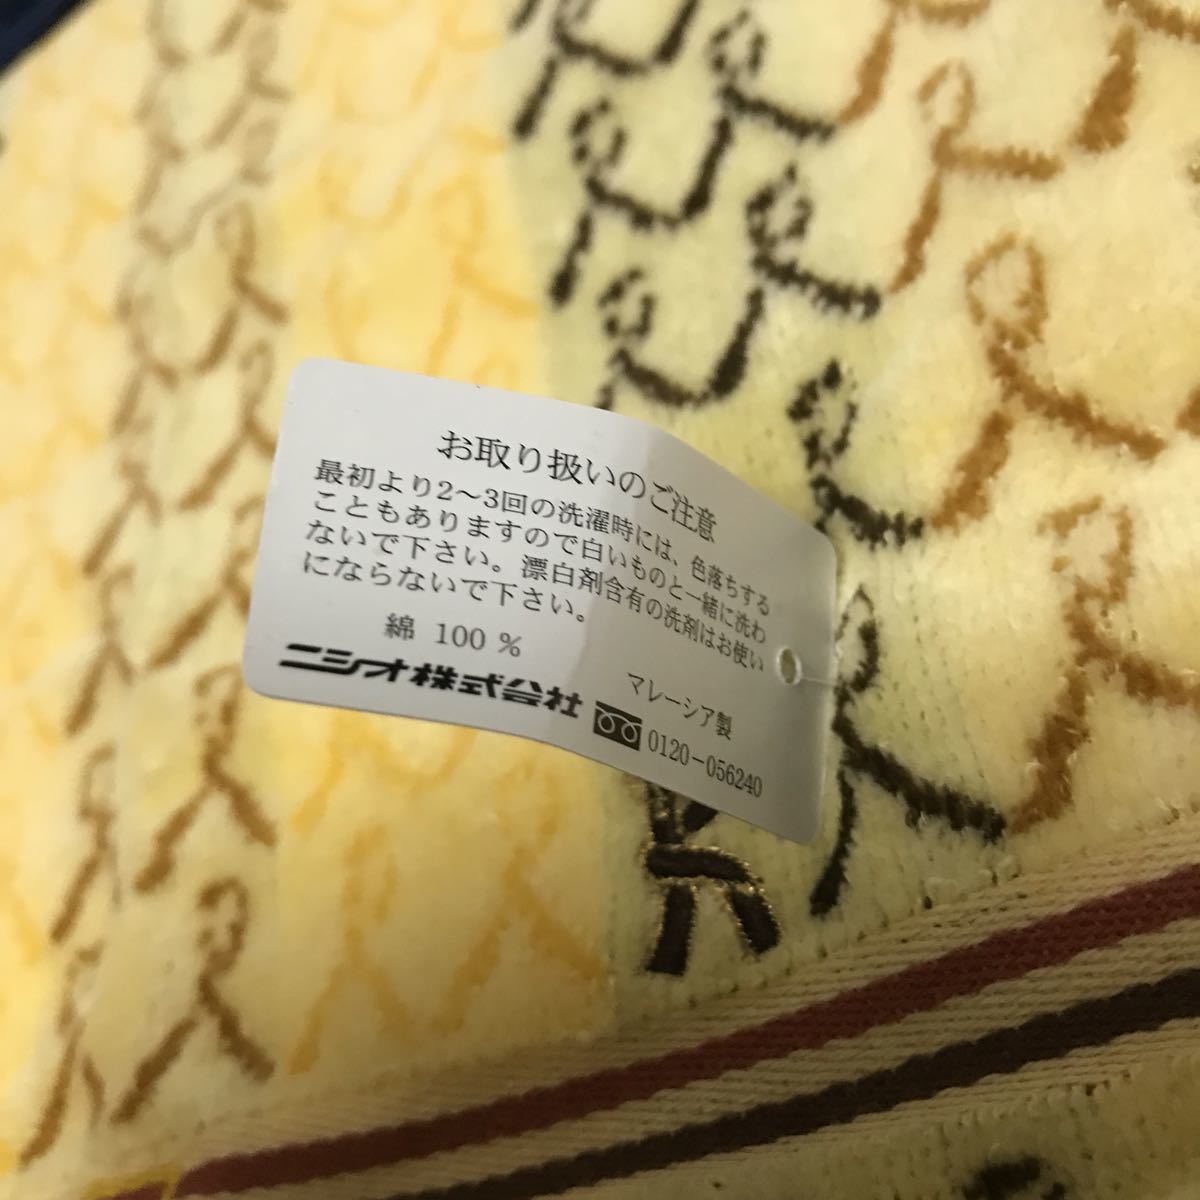 お取り扱いのご注意
最初より2～3回の洗濯時には、色落ちする
こともありますので白いものと一緒に洗わ
ないで下さい。漂白剤含有の洗剤はお使い
にならないで下さい。
綿 100 %
マレーシア製
ニシオ株式会社
0120-056240